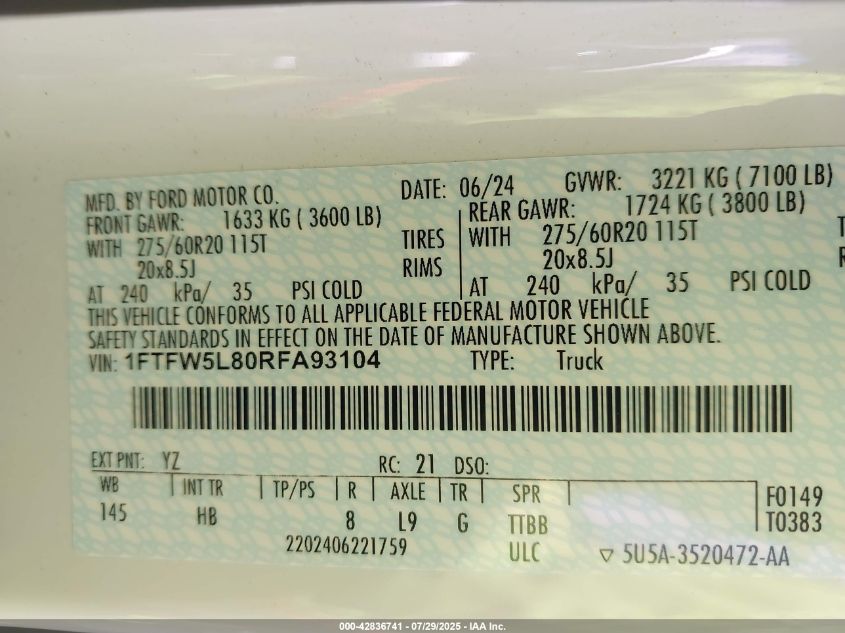 MFD. BY FORD MOTOR CO. DATE: 06/24 GVWR: 3221 KG ( 7100 LB)
FRONT GAWR: 1633 KG ( 3600 LB) REAR GAWR: 1724 KG ( 3800 LB)
WITH 275/60R20 115T TIRES WITH 275/60R20 115T T
20x8.5J RIMS 20x8.5J R
AT 240 kPa/ 35 PSI COLD AT 240 kPa/ 35 PSI COLD
THIS VEHICLE CONFORMS TO ALL APPLICABLE FEDERAL MOTOR VEHICLE
SAFETY STANDARDS IN EFFECT ON THE DATE OF MANUFACTURE SHOWN ABOVE.
VIN: 1FTFW5L80RFA93104 TYPE: Truck
EXT PNT: YZ RC: 21 DSO:
WB INT TR TP/PS R AXLE TR SPR F0149
145 HB 8 L9 G TTBB T0383
2202406221759 ULC ▽ 5U5A-3520472-AA
000-42836741 - 07/29/2025 - IAA Inc.